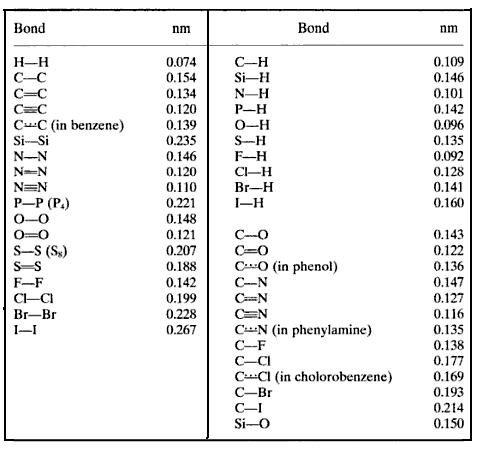 Bond nm
H—H 0.074
C—C 0.154
C=C 0.134
C≡C 0.120
C┅C (in benzene) 0.139
Si—Si 0.235
N—N 0.146
N=N 0.120
N≡N 0.110
P—P (P₄) 0.221
O—O 0.148
O=O 0.121
S—S (S₈) 0.207
S=S 0.188
F—F 0.142
Cl—Cl 0.199
Br—Br 0.228
I—I 0.267
Bond nm
C—H 0.109
Si—H 0.146
N—H 0.101
P—H 0.142
O—H 0.096
S—H 0.135
F—H 0.092
Cl—H 0.128
Br—H 0.141
I—H 0.160
C—O 0.143
C=O 0.122
C┅O (in phenol) 0.136
C—N 0.147
C=N 0.127
C≡N 0.116
C┅N (in phenylamine) 0.135
C—F 0.138
C—Cl 0.177
C┅Cl (in cholorobenzene) 0.169
C—Br 0.193
C—I 0.214
Si—O 0.150